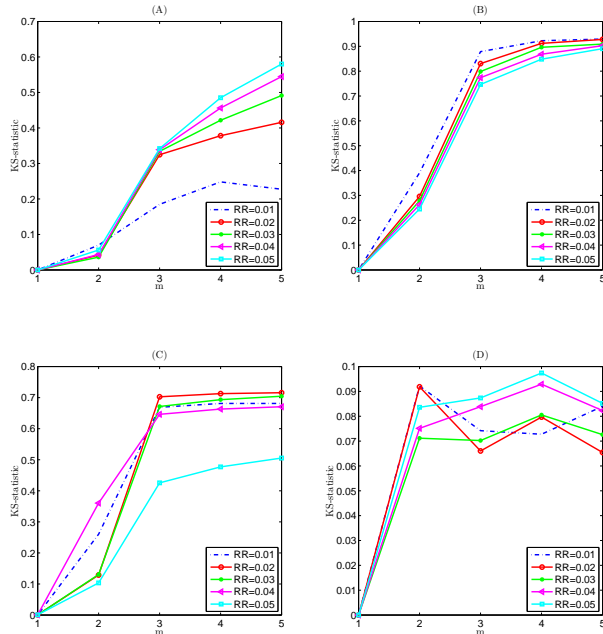 (A)
0.7
0.6
0.5
0.4
0.3
0.2
0.1
0
KS-statistic
1 2 3 4 5
m
RR=0.01
RR=0.02
RR=0.03
RR=0.04
RR=0.05
(B)
1
0.9
0.8
0.7
0.6
0.5
0.4
0.3
0.2
0.1
0
KS-statistic
1 2 3 4 5
m
RR=0.01
RR=0.02
RR=0.03
RR=0.04
RR=0.05
(C)
0.8
0.7
0.6
0.5
0.4
0.3
0.2
0.1
0
KS-statistic
1 2 3 4 5
m
RR=0.01
RR=0.02
RR=0.03
RR=0.04
RR=0.05
(D)
0.1
0.09
0.08
0.07
0.06
0.05
0.04
0.03
0.02
0.01
0
KS-statistic
1 2 3 4 5
m
RR=0.01
RR=0.02
RR=0.03
RR=0.04
RR=0.05